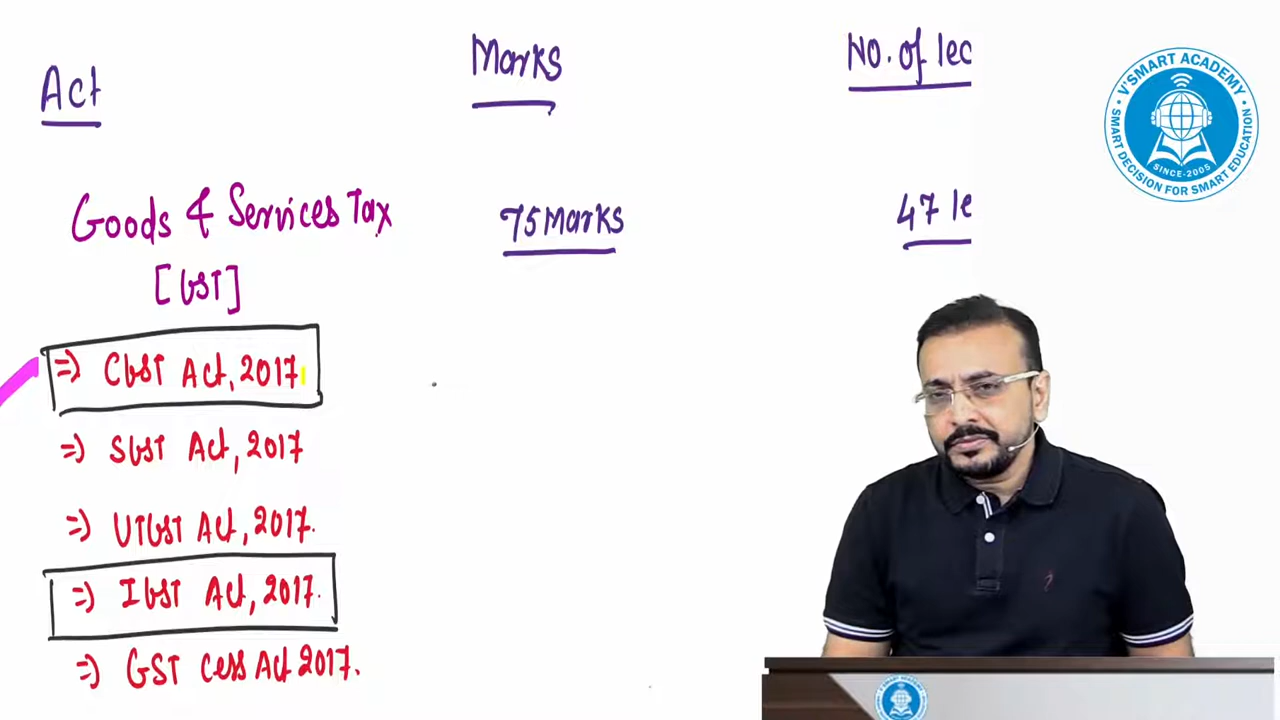 Act
Marks
No. of lec
Goods & Services Tax
75 Marks
47 le
[GST]
=) CGST Act, 2017.
=) SGST Act, 2017
=) UTGST Act, 2017.
=) IGST Act, 2017.
=) GST Cess Act 2017.
V'SMART ACADEMY
SINCE-2005
SMART DECISION FOR SMART EDUCATION